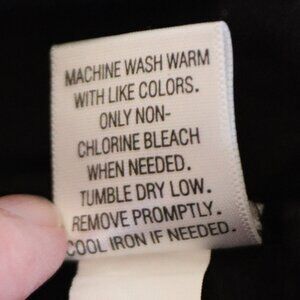 MACHINE WASH WARM
WITH LIKE COLORS.
ONLY NON-
CHLORINE BLEACH
WHEN NEEDED.
TUMBLE DRY LOW.
REMOVE PROMPTLY.
COOL IRON IF NEEDED.